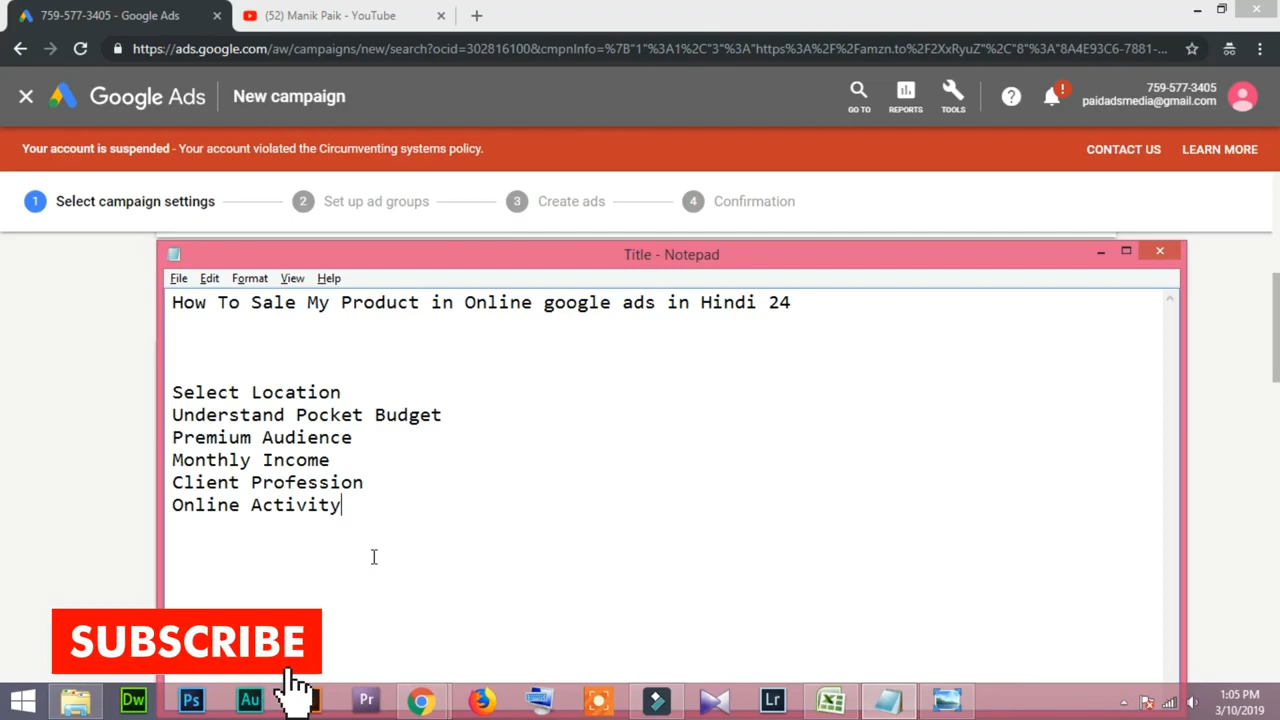 759-577-3405 - Google Ads
(52) Manik Paik - YouTube
https://ads.google.com/aw/campaigns/new/search?ocid=302816100&cmpnInfo=%7B"1"%3A1%2C"3"%3A"https%3A%2F%2Famzn.to%2F2XxRyuZ"%2C"8"%3A"8A4E93C6-7881-...
Google Ads
New campaign
GO TO
REPORTS
TOOLS
759-577-3405
paidadsmedia@gmail.com
Your account is suspended - Your account violated the Circumventing systems policy.
CONTACT US
LEARN MORE
1 Select campaign settings
2 Set up ad groups
3 Create ads
4 Confirmation
Title - Notepad
File Edit Format View Help
How To Sale My Product in Online google ads in Hindi 24
Select Location
Understand Pocket Budget
Premium Audience
Monthly Income
Client Profession
Online Activity
SUBSCRIBE
Dw
Ps
Au
Pr
Lr
1:05 PM
3/10/2019